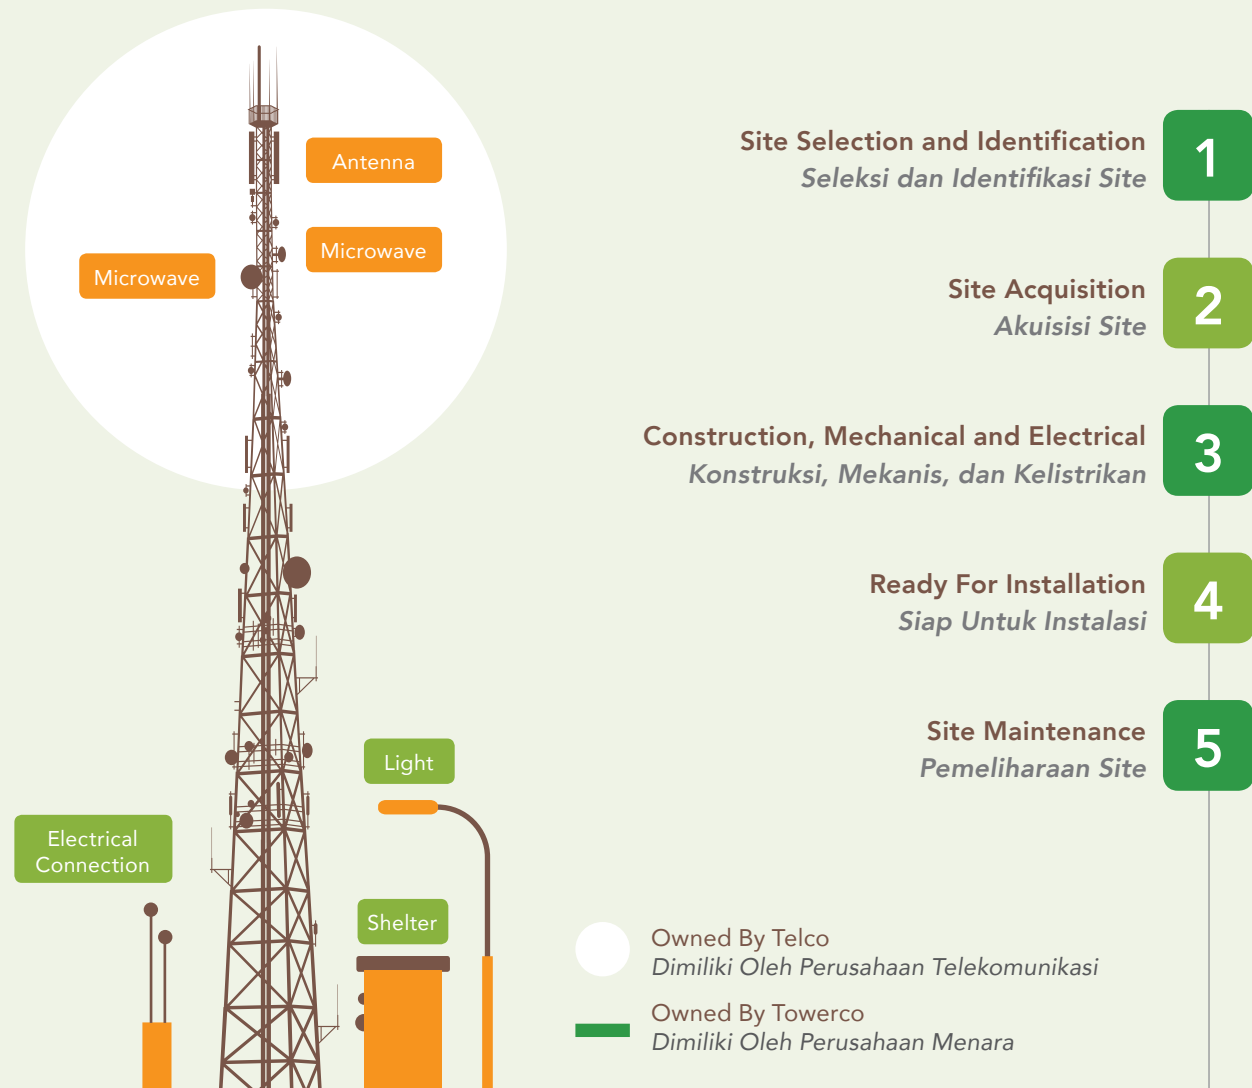 Antenna
Microwave
Microwave
Light
Electrical
Connection
Shelter
Site Selection and Identification
Seleksi dan Identifikasi Site
1
Site Acquisition
Akuisisi Site
2
Construction, Mechanical and Electrical
Konstruksi, Mekanis, dan Kelistrikan
3
Ready For Installation
Siap Untuk Instalasi
4
Site Maintenance
Pemeliharaan Site
5
Owned By Telco
Dimiliki Oleh Perusahaan Telekomunikasi
Owned By Towerco
Dimiliki Oleh Perusahaan Menara